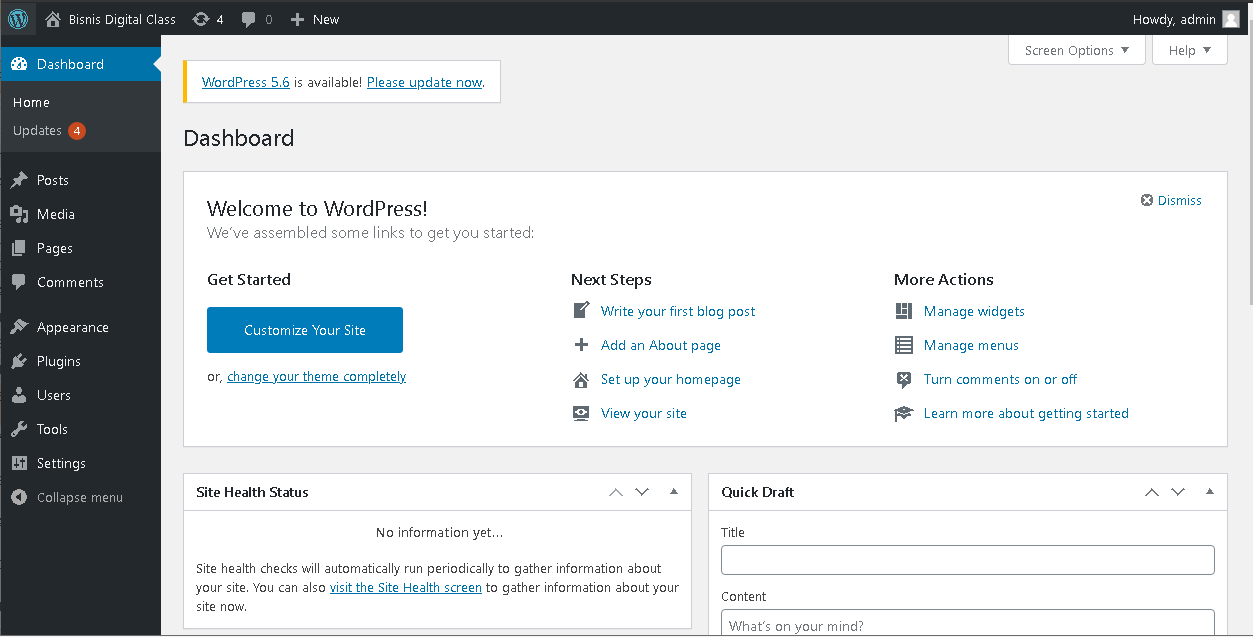 Bisnis Digital Class 4 0 New Howdy, admin
Screen Options Help
Dashboard
Home
Updates 4
Posts
Media
Pages
Comments
Appearance
Plugins
Users
Tools
Settings
Collapse menu
WordPress 5.6 is available! Please update now.
Dashboard
Welcome to WordPress!
Dismiss
We've assembled some links to get you started:
Get Started
Customize Your Site
or, change your theme completely
Next Steps
Write your first blog post
Add an About page
Set up your homepage
View your site
More Actions
Manage widgets
Manage menus
Turn comments on or off
Learn more about getting started
Site Health Status
No information yet...
Site health checks will automatically run periodically to gather information about
your site. You can also visit the Site Health screen to gather information about your
site now.
Quick Draft
Title
Content
What's on your mind?